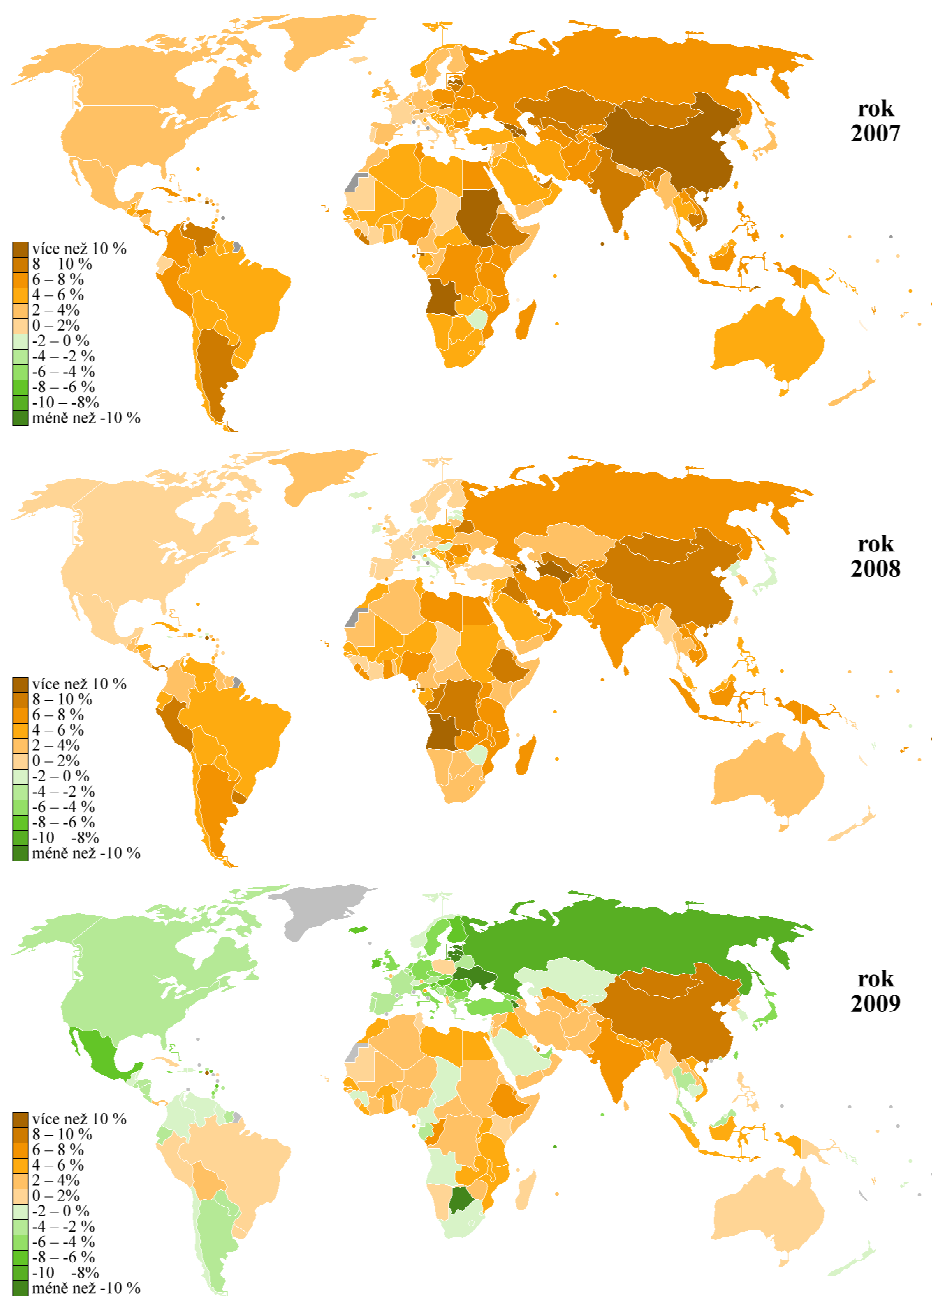 rok
2007
více než 10 %
8 10 %
6 – 8 %
4 – 6 %
2 – 4%
0 – 2%
-2 – 0 %
-4 – -2 %
-6 – -4 %
-8 – -6 %
-10 – -8%
méně než -10 %
rok
2008
více než 10 %
8 – 10 %
6 – 8 %
4 – 6 %
2 – 4%
0 – 2%
-2 – 0 %
-4 – -2 %
-6 – -4 %
-8 – -6 %
-10 -8%
méně než -10 %
rok
2009
více než 10 %
8 – 10 %
6 – 8 %
4 – 6 %
2 – 4%
0 – 2%
-2 – 0 %
-4 – -2 %
-6 – -4 %
-8 – -6 %
-10 -8%
méně než -10 %